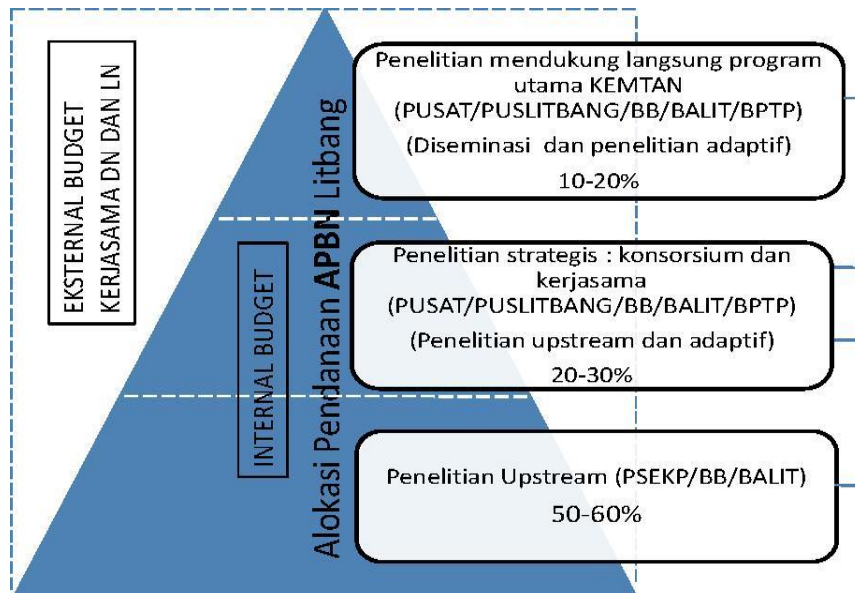 EKSTERNAL BUDGET
KERJASAMA DN DAN LN
INTERNAL BUDGET
Alokasi Pendanaan APBN Litbang
Penelitian mendukung langsung program
utama KEMTAN
(PUSAT/PUSLITBANG/BB/BALIT/BPTP)
(Diseminasi dan penelitian adaptif)
10-20%
Penelitian strategis : konsorsium dan
kerjasama
(PUSAT/PUSLITBANG/BB/BALIT/BPTP)
(Penelitian upstream dan adaptif)
20-30%
Penelitian Upstream (PSEKP/BB/BALIT)
50-60%